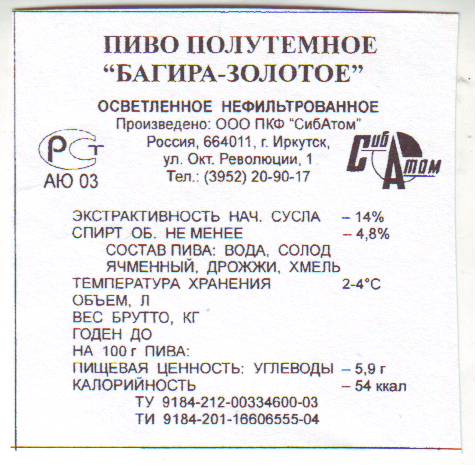 ПИВО ПОЛУТЕМНОЕ
“БАГИРА-ЗОЛОТОЕ”
ОСВЕТЛЕННОЕ НЕФИЛЬТРОВАННОЕ
Произведено: ООО ПКФ “СибАтом”
Россия, 664011, г. Иркутск,
ул. Окт. Революции, 1
Тел.: (3952) 20-90-17
РСТ
АЮ 03
СИБ АТОМ
ЭКСТРАКТИВНОСТЬ НАЧ. СУСЛА – 14%
СПИРТ ОБ. НЕ МЕНЕЕ – 4,8%
СОСТАВ ПИВА: ВОДА, СОЛОД
ЯЧМЕННЫЙ, ДРОЖЖИ, ХМЕЛЬ
ТЕМПЕРАТУРА ХРАНЕНИЯ 2-4°С
ОБЪЕМ, Л
ВЕС БРУТТО, КГ
ГОДЕН ДО
НА 100 г ПИВА:
ПИЩЕВАЯ ЦЕННОСТЬ: УГЛЕВОДЫ – 5,9 г
КАЛОРИЙНОСТЬ – 54 ккал
ТУ 9184-212-00334600-03
ТИ 9184-201-16606555-04